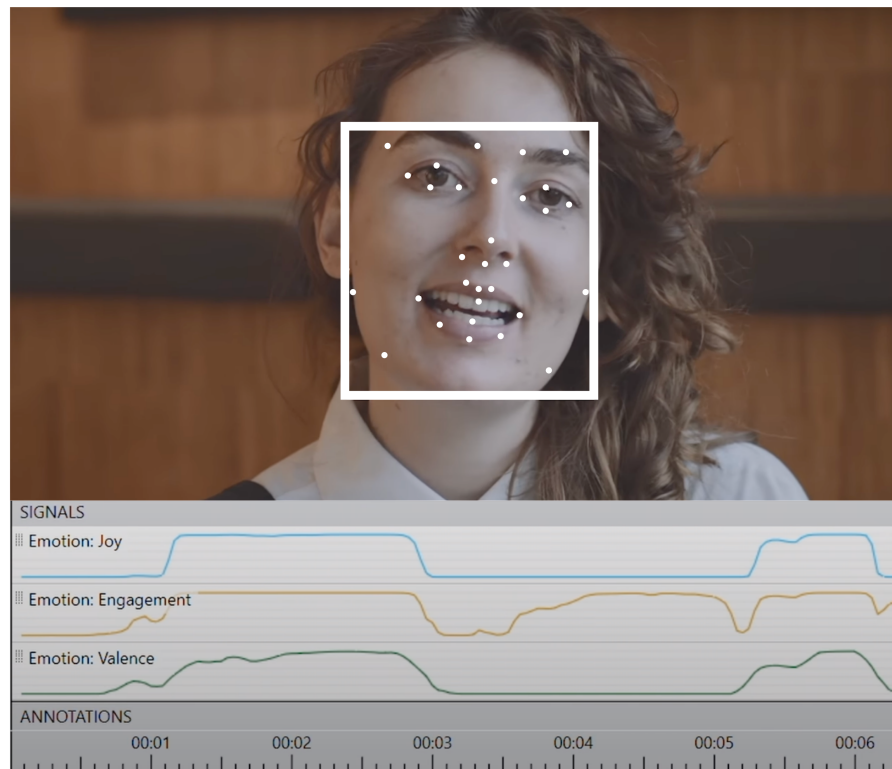 SIGNALS
Emotion: Joy
Emotion: Engagement
Emotion: Valence
ANNOTATIONS
00:01 00:02 00:03 00:04 00:05 00:06